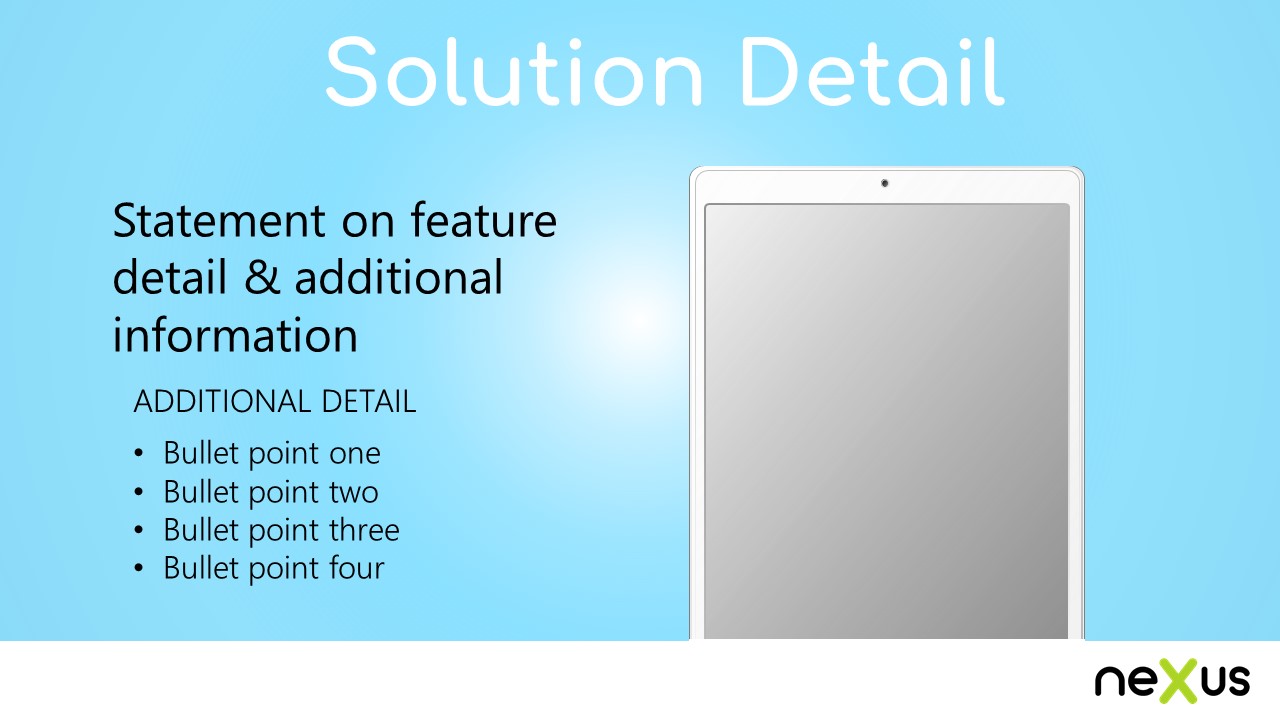 Solution Detail
Statement on feature
detail & additional
information
ADDITIONAL DETAIL
• Bullet point one
• Bullet point two
• Bullet point three
• Bullet point four
neXus